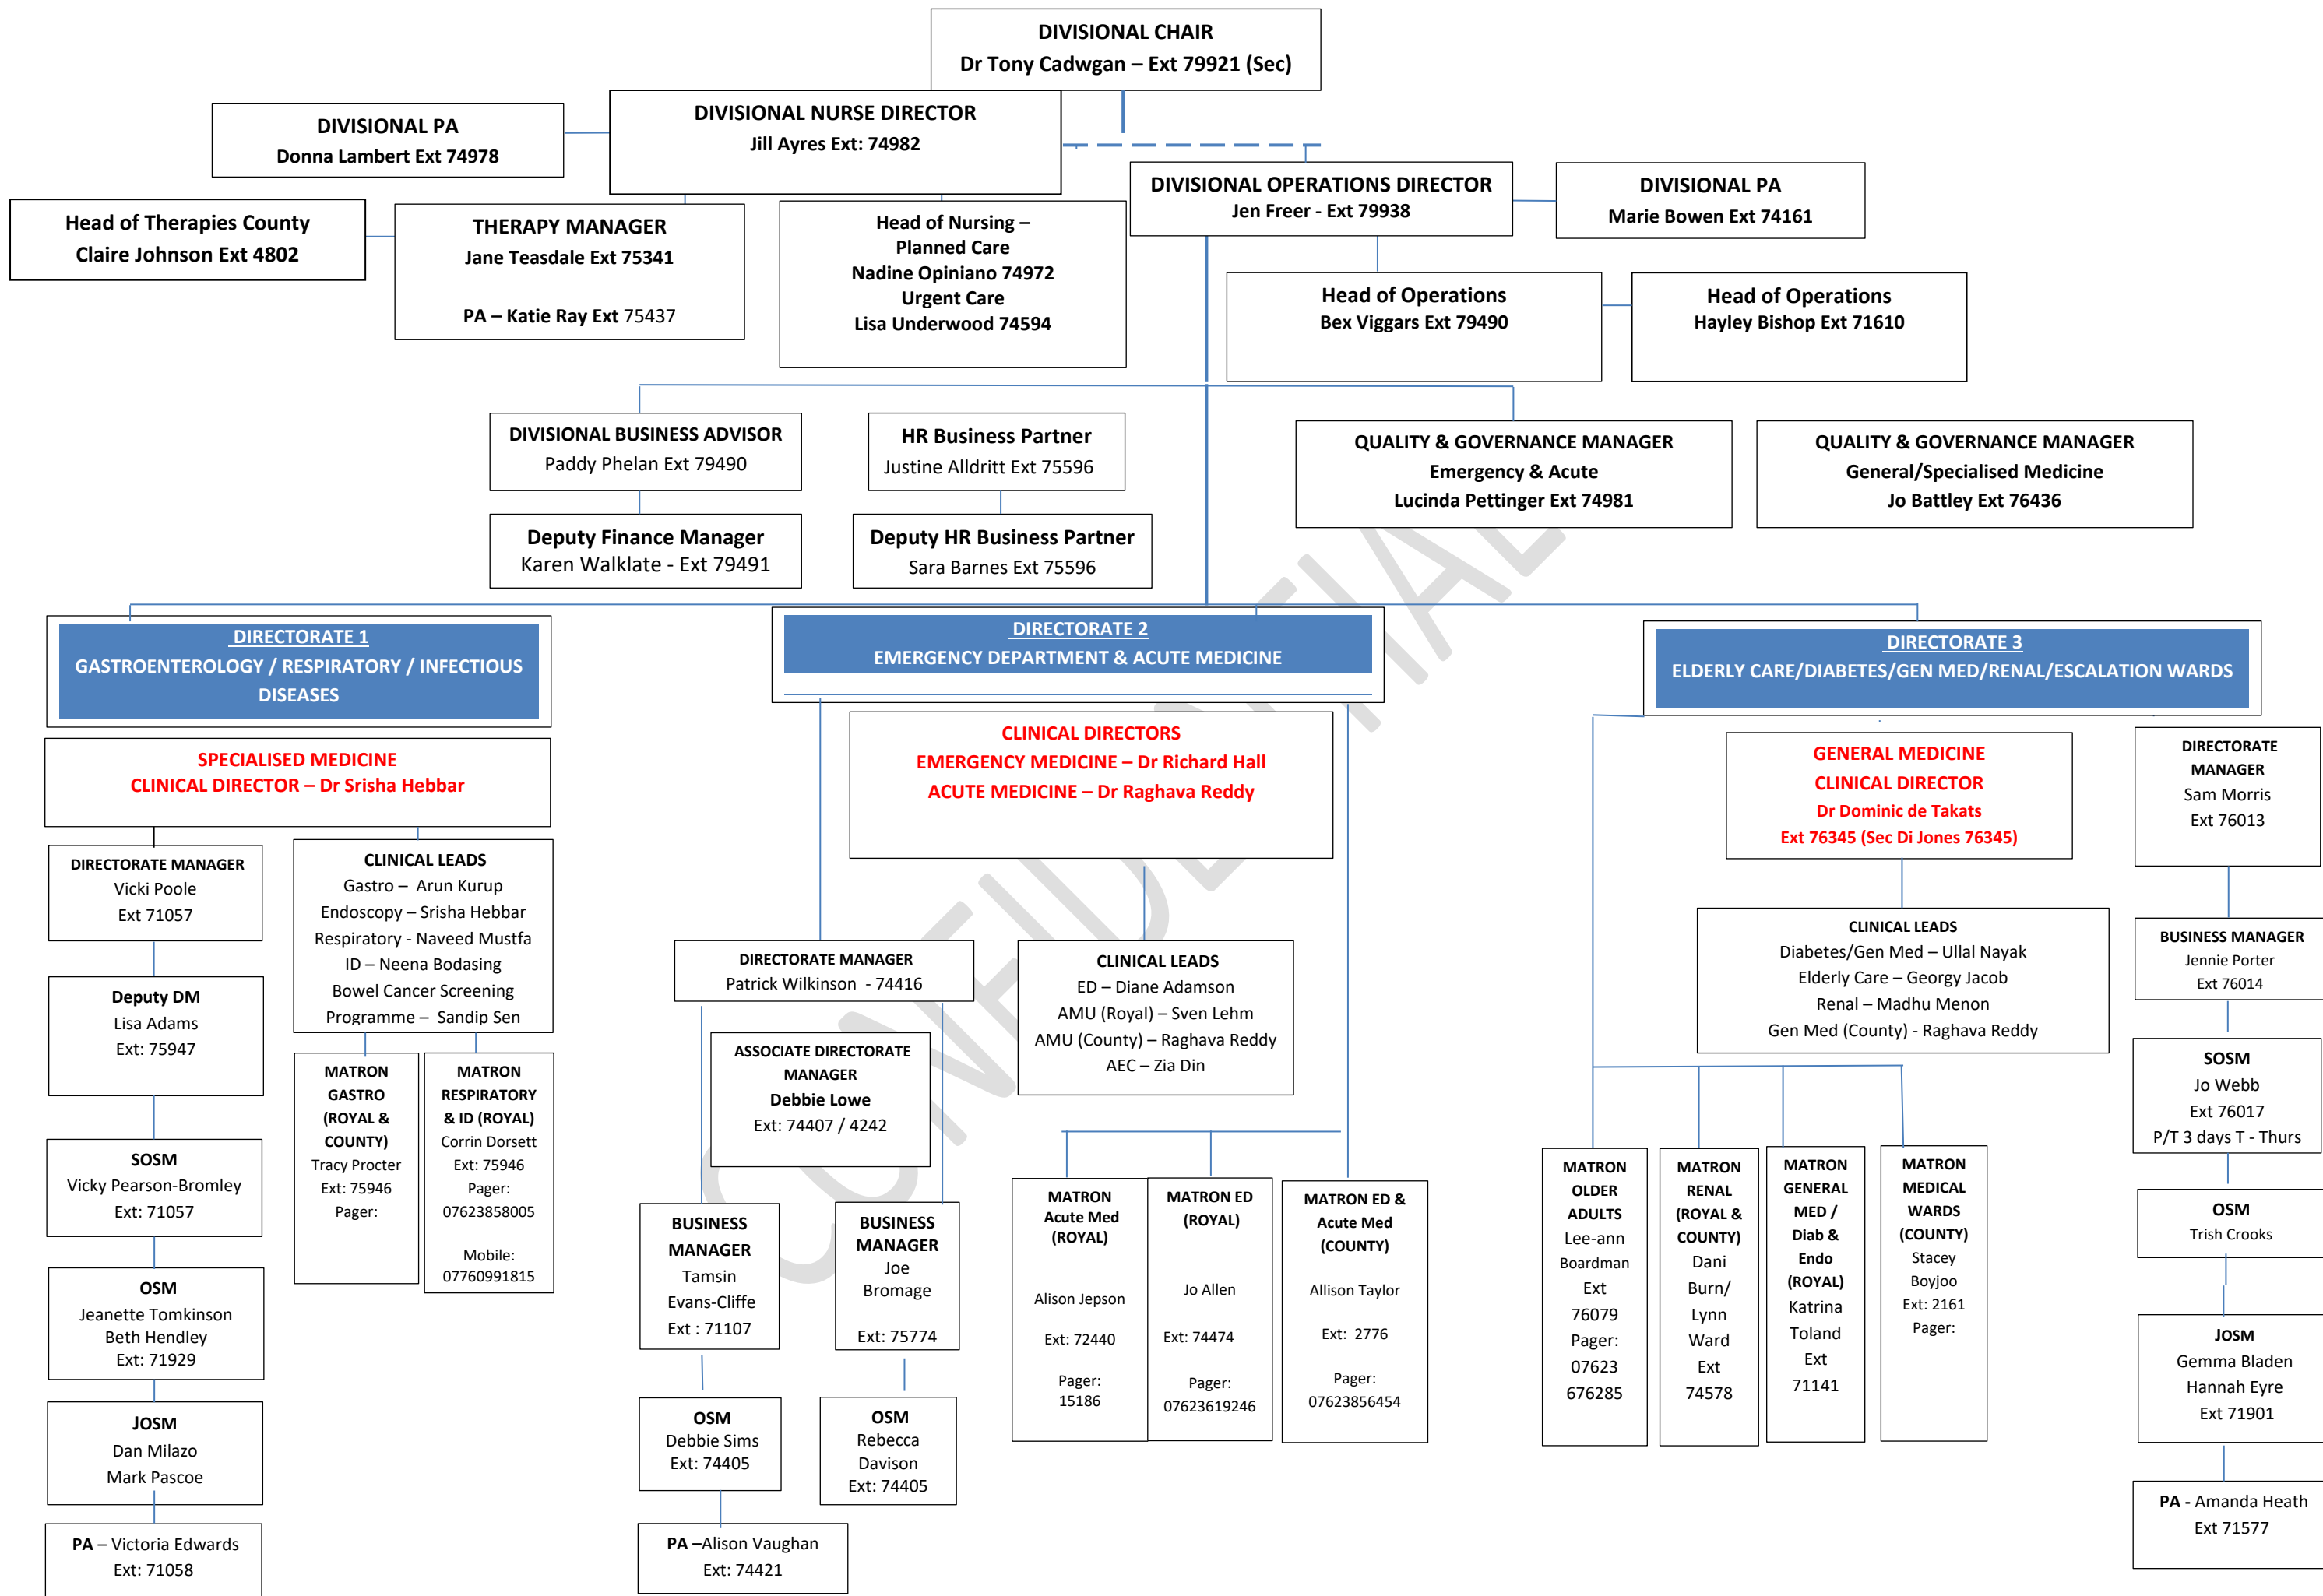 DIVISIONAL CHAIR
Dr Tony Cadwgan – Ext 79921 (Sec)
DIVISIONAL NURSE DIRECTOR
Jill Ayres Ext: 74982
DIVISIONAL PA
Donna Lambert Ext 74978
DIVISIONAL OPERATIONS DIRECTOR
Jen Freer - Ext 79938
DIVISIONAL PA
Marie Bowen Ext 74161
Head of Therapies County
Claire Johnson Ext 4802
THERAPY MANAGER
Jane Teasdale Ext 75341
PA – Katie Ray Ext 75437
Head of Nursing –
Planned Care
Nadine Opiniano 74972
Urgent Care
Lisa Underwood 74594
Head of Operations
Bex Viggars Ext 79490
Head of Operations
Hayley Bishop Ext 71610
DIVISIONAL BUSINESS ADVISOR
Paddy Phelan Ext 79490
HR Business Partner
Justine Alldritt Ext 75596
QUALITY & GOVERNANCE MANAGER
Emergency & Acute
Lucinda Pettinger Ext 74981
QUALITY & GOVERNANCE MANAGER
General/Specialised Medicine
Jo Battley Ext 76436
Deputy Finance Manager
Karen Walklate - Ext 79491
Deputy HR Business Partner
Sara Barnes Ext 75596
CONFIDENTIAL
DIRECTORATE 1
GASTROENTEROLOGY / RESPIRATORY / INFECTIOUS
DISEASES
SPECIALISED MEDICINE
CLINICAL DIRECTOR – Dr Srisha Hebbar
DIRECTORATE MANAGER
Vicki Poole
Ext 71057
CLINICAL LEADS
Gastro – Arun Kurup
Endoscopy – Srisha Hebbar
Respiratory - Naveed Mustfa
ID – Neena Bodasing
Bowel Cancer Screening
Programme – Sandip Sen
Deputy DM
Lisa Adams
Ext: 75947
MATRON
GASTRO
(ROYAL &
COUNTY)
Tracy Procter
Ext: 75946
Pager:
MATRON
RESPIRATORY
& ID (ROYAL)
Corrin Dorsett
Ext: 75946
Pager:
07623858005
Mobile:
07760991815
SOSM
Vicky Pearson-Bromley
Ext: 71057
OSM
Jeanette Tomkinson
Beth Hendley
Ext: 71929
JOSM
Dan Milazo
Mark Pascoe
PA – Victoria Edwards
Ext: 71058
DIRECTORATE 2
EMERGENCY DEPARTMENT & ACUTE MEDICINE
CLINICAL DIRECTORS
EMERGENCY MEDICINE – Dr Richard Hall
ACUTE MEDICINE – Dr Raghava Reddy
DIRECTORATE MANAGER
Patrick Wilkinson - 74416
CLINICAL LEADS
ED – Diane Adamson
AMU (Royal) – Sven Lehm
AMU (County) – Raghava Reddy
AEC – Zia Din
ASSOCIATE DIRECTORATE
MANAGER
Debbie Lowe
Ext: 74407 / 4242
BUSINESS
MANAGER
Tamsin
Evans-Cliffe
Ext : 71107
BUSINESS
MANAGER
Joe
Bromage
Ext: 75774
MATRON
Acute Med
(ROYAL)
Alison Jepson
Ext: 72440
Pager:
15186
MATRON ED
(ROYAL)
Jo Allen
Ext: 74474
Pager:
07623619246
MATRON ED &
Acute Med
(COUNTY)
Allison Taylor
Ext: 2776
Pager:
07623856454
OSM
Debbie Sims
Ext: 74405
OSM
Rebecca
Davison
Ext: 74405
PA –Alison Vaughan
Ext: 74421
DIRECTORATE 3
ELDERLY CARE/DIABETES/GEN MED/RENAL/ESCALATION WARDS
GENERAL MEDICINE
CLINICAL DIRECTOR
Dr Dominic de Takats
Ext 76345 (Sec Di Jones 76345)
DIRECTORATE
MANAGER
Sam Morris
Ext 76013
CLINICAL LEADS
Diabetes/Gen Med – Ullal Nayak
Elderly Care – Georgy Jacob
Renal – Madhu Menon
Gen Med (County) - Raghava Reddy
BUSINESS MANAGER
Jennie Porter
Ext 76014
SOSM
Jo Webb
Ext 76017
P/T 3 days T - Thurs
MATRON
OLDER
ADULTS
Lee-ann
Boardman
Ext
76079
Pager:
07623
676285
MATRON
RENAL
(ROYAL &
COUNTY)
Dani
Burn/
Lynn
Ward
Ext
74578
MATRON
GENERAL
MED /
Diab &
Endo
(ROYAL)
Katrina
Toland
Ext
71141
MATRON
MEDICAL
WARDS
(COUNTY)
Stacey
Boyjoo
Ext: 2161
Pager:
OSM
Trish Crooks
JOSM
Gemma Bladen
Hannah Eyre
Ext 71901
PA - Amanda Heath
Ext 71577